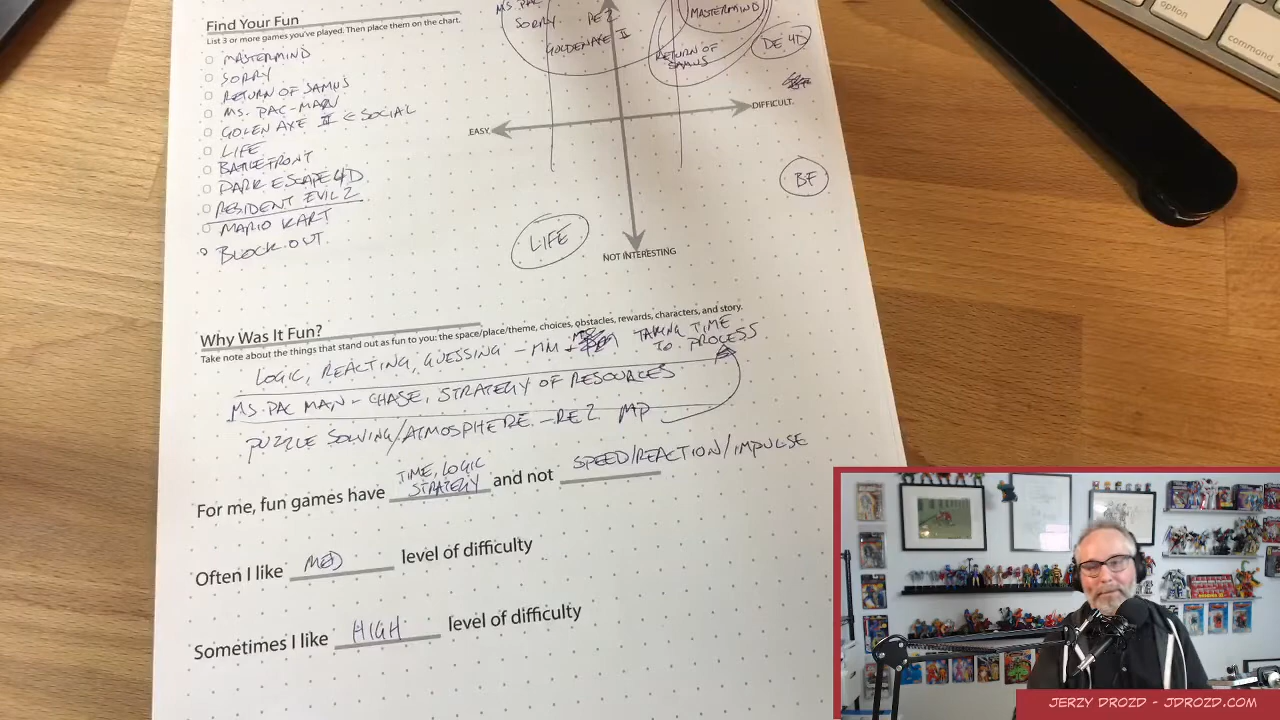 Find Your Fun
List 3 or more games you've played. Then place them on the chart.
MASTERMIND
SORRY
RETURN OF SAMUS
MS. PAC-MAN
GOLEN AXE II ← SOCIAL
LIFE
BATTLEFRONT
DARK ESCAPE 4D
RESIDENT EVIL 2
MARIO KART
BLOCK OUT
MS. PAC
SORRY
RE2
GOLDEN AXE II
MASTERMIND
RETURN OF SAMUS
DE 4D
EASY
DIFFICULT
BF
LIFE
NOT INTERESTING
Why Was It Fun?
Take note about the things that stand out as fun to you: the space/place/theme, choices, obstacles, rewards, characters, and story.
LOGIC, REACTING, GUESSING - MM
TAKING TIME
TO PROCESS
MS. PAC MAN - CHASE, STRATEGY OF RESOURCES
PUZZLE SOLVING/ATMOSPHERE - RE2 MP
For me, fun games have TIME, LOGIC STRATEGY and not SPEED/REACTION/IMPULSE
Often I like MED level of difficulty
Sometimes I like HIGH level of difficulty
option
command
JERZY DROZD - JDROZD.COM